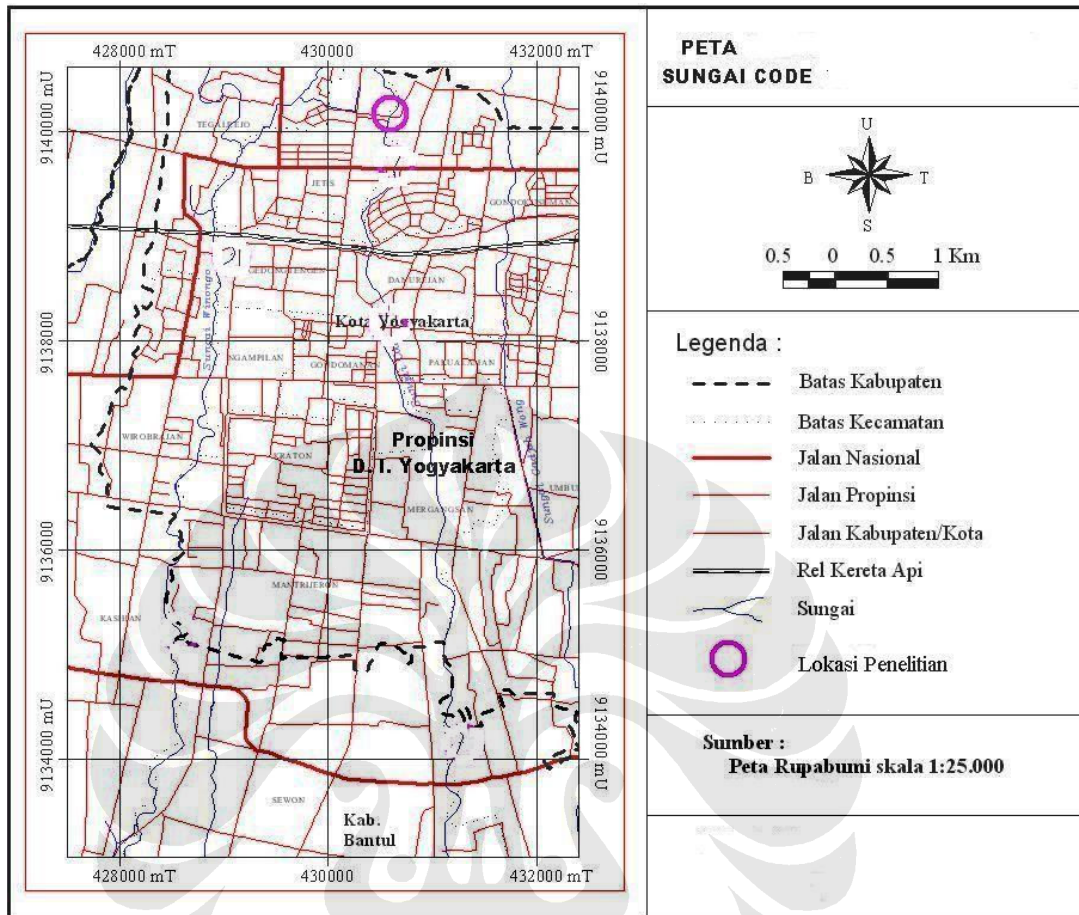 428000 mT 430000 432000 mT
9140000 mU
9140000 mU
TEGALREJO
JETIS
GEDONGTENGEN
DANUREJAN
Sungai Winongo
Kota Yogyakarta
9138000
9138000
NGAMPILAN
GONDOMANAN
PAKUALAMAN
Propinsi
D. I. Yogyakarta
WIROBRAJAN
KRATON
MERGANGSAN
UMBU
9136000
9136000
MANTRIJERON
KASIHAN
9134000 mU
9134000 mU
SEWON
Kab.
Bantul
428000 mT 430000 432000 mT
PETA
SUNGAI CODE
U
B T
S
0.5 0 0.5 1 Km
Legenda :
Batas Kabupaten
Batas Kecamatan
Jalan Nasional
Jalan Propinsi
Jalan Kabupaten/Kota
Rel Kereta Api
Sungai
Lokasi Penelitian
Sumber :
Peta Rupabumi skala 1:25.000